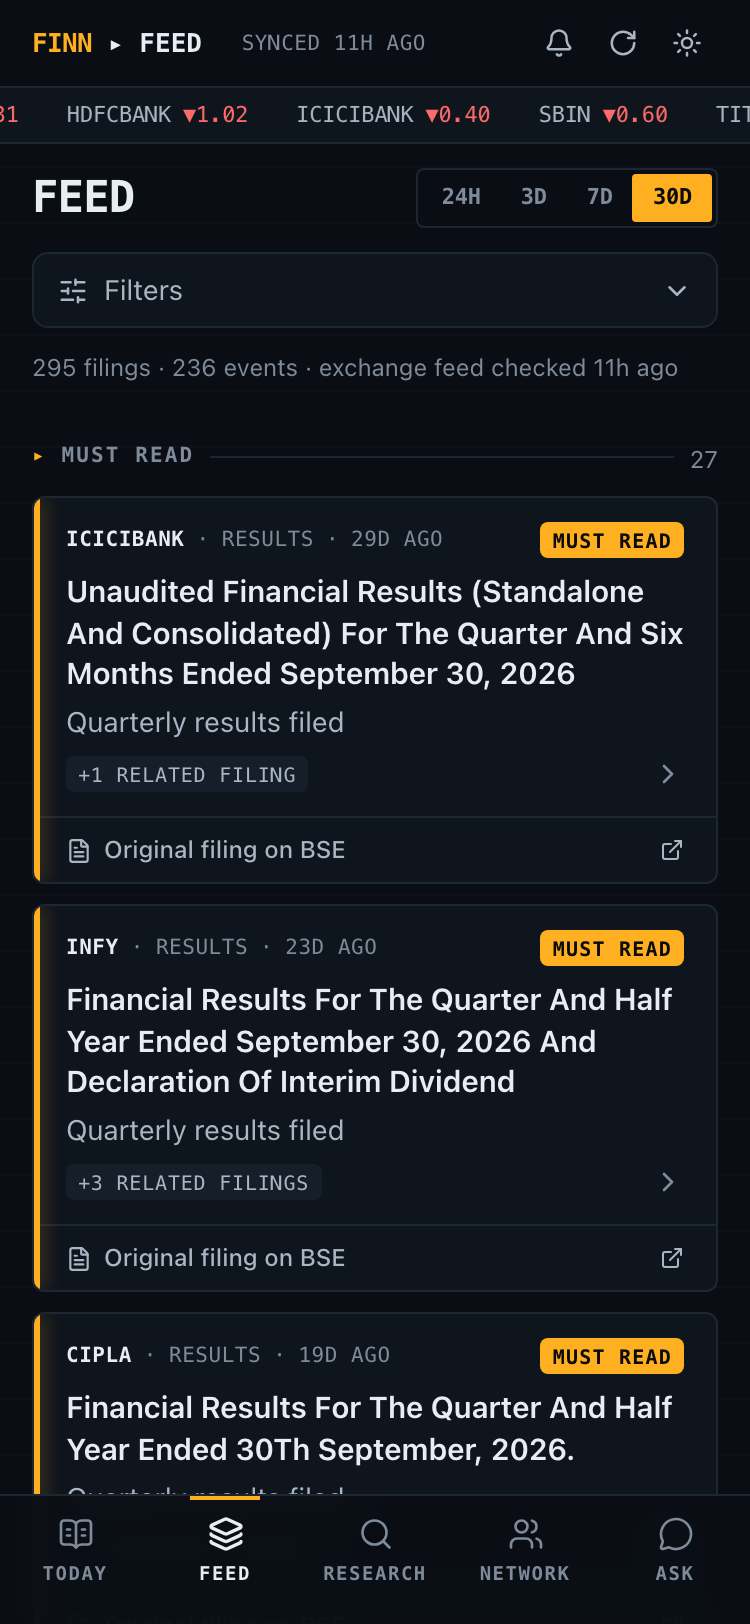 FINN ▸ FEED SYNCED 11H AGO
31 HDFCBANK ▼1.02 ICICIBANK ▼0.40 SBIN ▼0.60 TIT
FEED 24H 3D 7D 30D
Filters
295 filings · 236 events · exchange feed checked 11h ago
▸ MUST READ 27
ICICIBANK · RESULTS · 29D AGO MUST READ
Unaudited Financial Results (Standalone
And Consolidated) For The Quarter And Six
Months Ended September 30, 2026
Quarterly results filed
+1 RELATED FILING
Original filing on BSE
INFY · RESULTS · 23D AGO MUST READ
Financial Results For The Quarter And Half
Year Ended September 30, 2026 And
Declaration Of Interim Dividend
Quarterly results filed
+3 RELATED FILINGS
Original filing on BSE
CIPLA · RESULTS · 19D AGO MUST READ
Financial Results For The Quarter And Half
Year Ended 30Th September, 2026.
Quarterly results filed
TODAY FEED RESEARCH NETWORK ASK